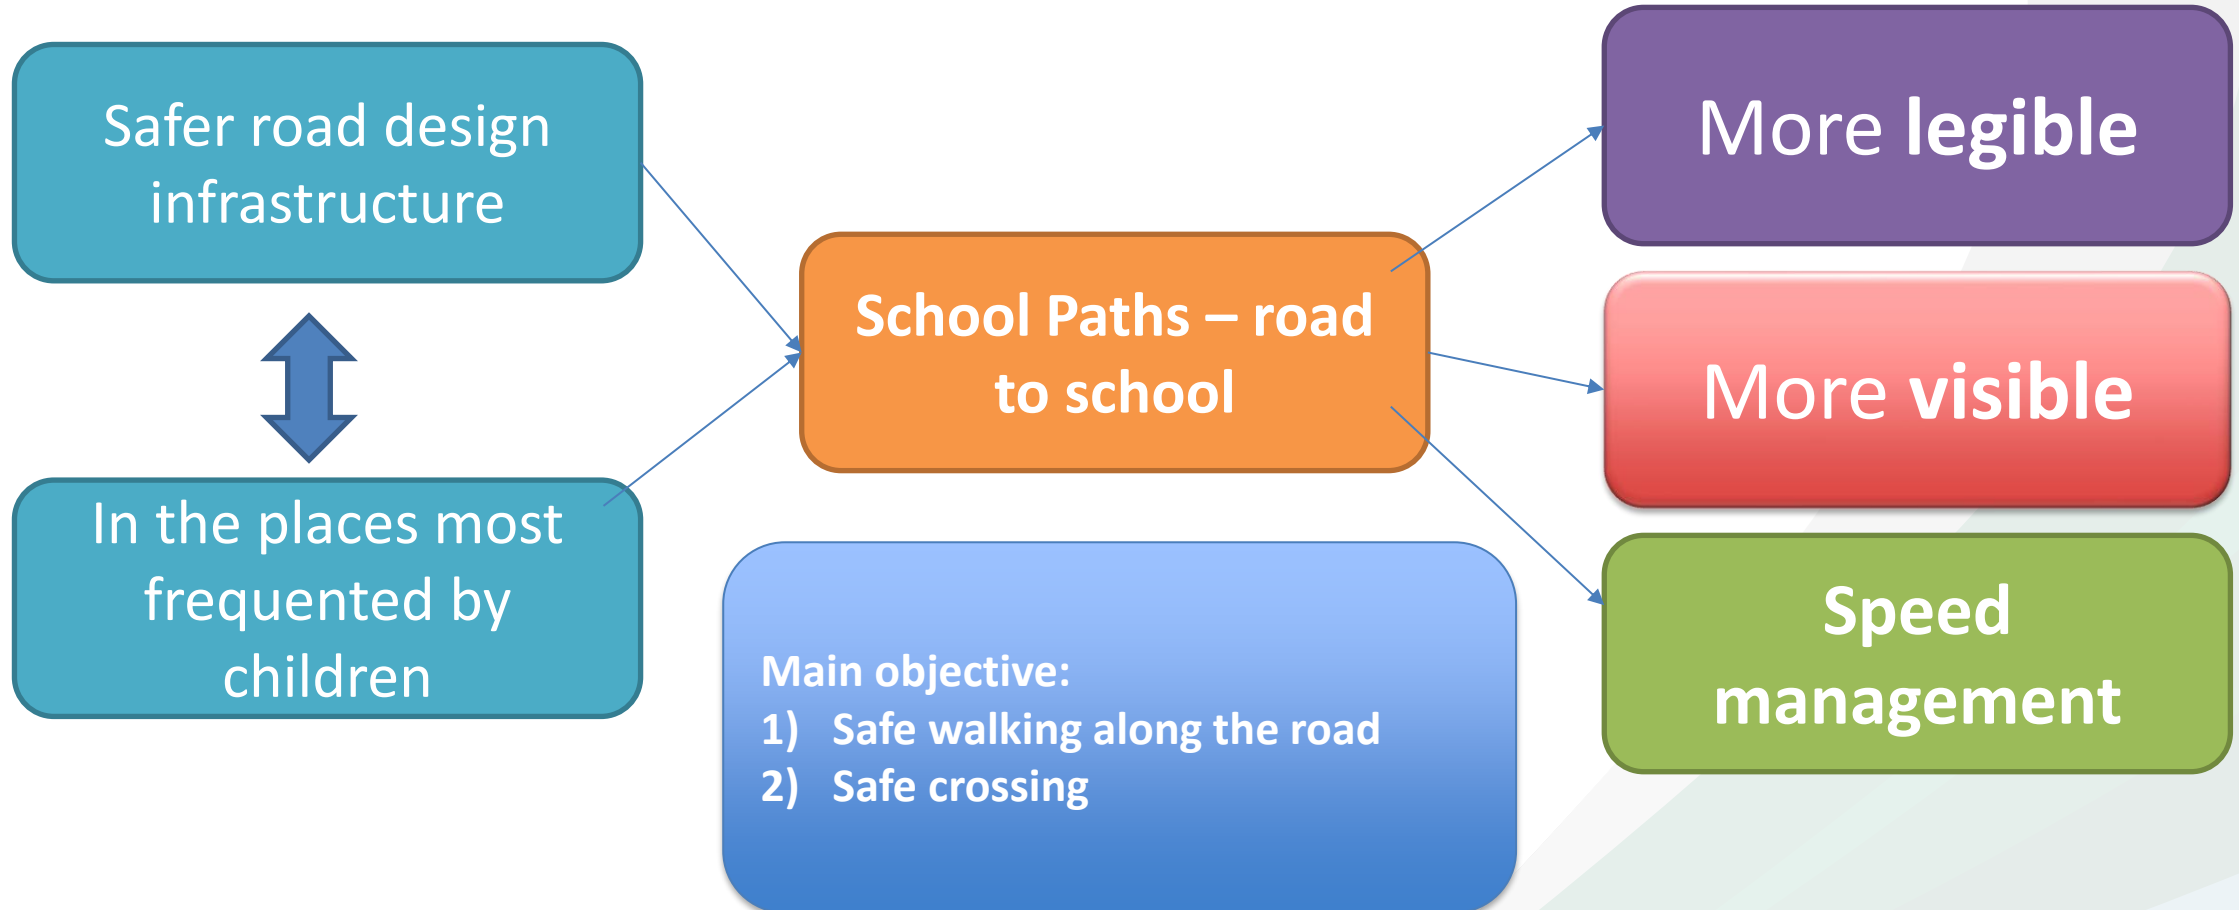 Safer road design
infrastructure
In the places most
frequented by
children
School Paths – road
to school
Main objective:
1) Safe walking along the road
2) Safe crossing
More legible
More visible
Speed
management